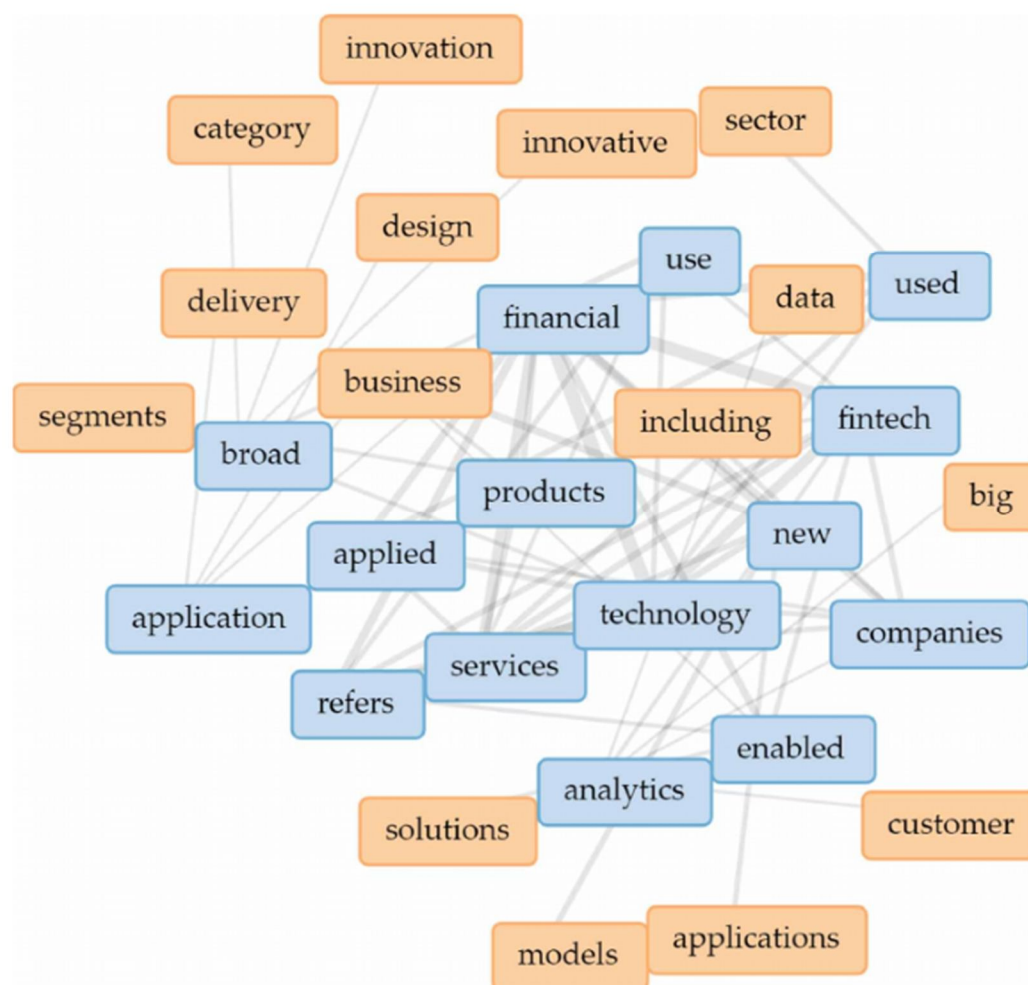 innovation
category
innovative
sector
design
use
used
delivery
data
financial
business
segments
including
fintech
broad
products
big
applied
new
application
technology
companies
services
refers
enabled
analytics
solutions
customer
models
applications